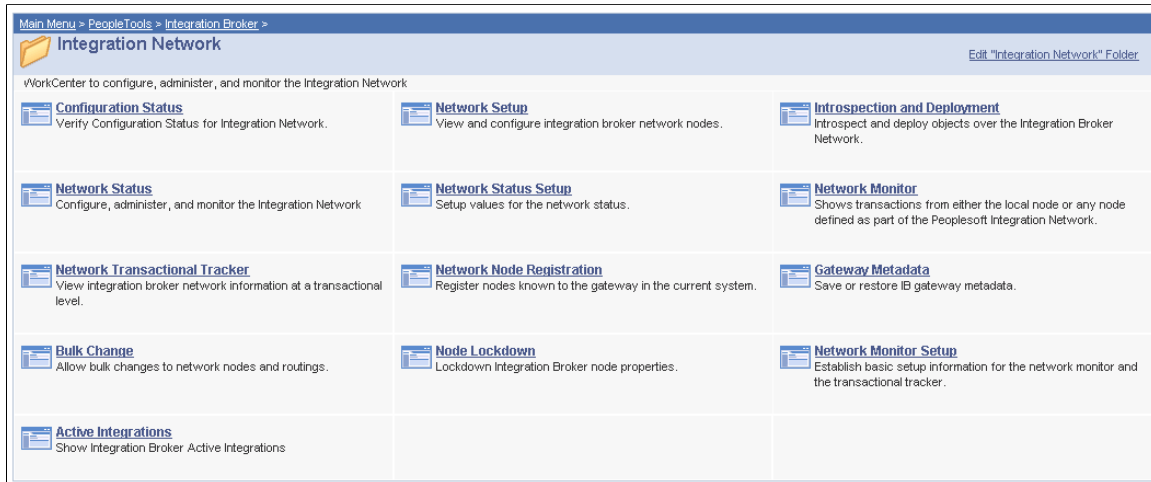 Main Menu > PeopleTools > Integration Broker >
Integration Network
Edit "Integration Network" Folder
WorkCenter to configure, administer, and monitor the Integration Network
Configuration Status
Verify Configuration Status for Integration Network.
Network Setup
View and configure integration broker network nodes.
Introspection and Deployment
Introspect and deploy objects over the Integration Broker
Network.
Network Status
Configure, administer, and monitor the Integration Network
Network Status Setup
Setup values for the network status.
Network Monitor
Shows transactions from either the local node or any node
defined as part of the Peoplesoft Integration Network.
Network Transactional Tracker
View integration broker network information at a transactional
level.
Network Node Registration
Register nodes known to the gateway in the current system.
Gateway Metadata
Save or restore IB gateway metadata.
Bulk Change
Allow bulk changes to network nodes and routings.
Node Lockdown
Lockdown Integration Broker node properties.
Network Monitor Setup
Establish basic setup information for the network monitor and
the transactional tracker.
Active Integrations
Show Integration Broker Active Integrations